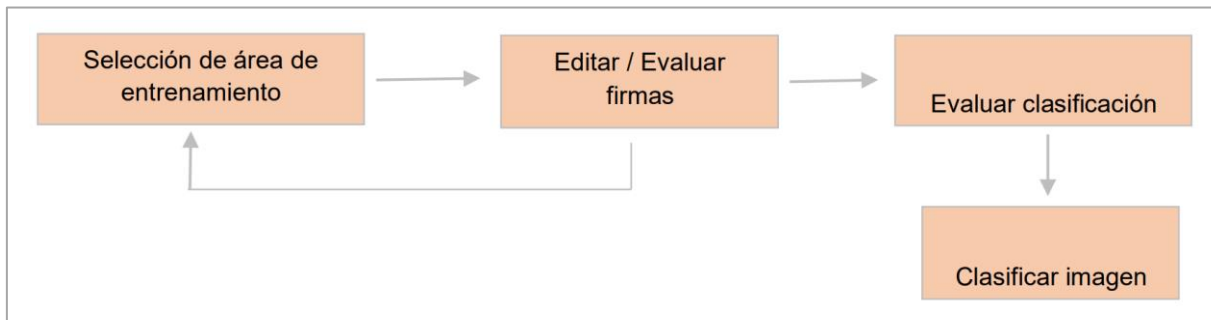 Selección de área de
entrenamiento
Editar / Evaluar
firmas
Evaluar clasificación
Clasificar imagen